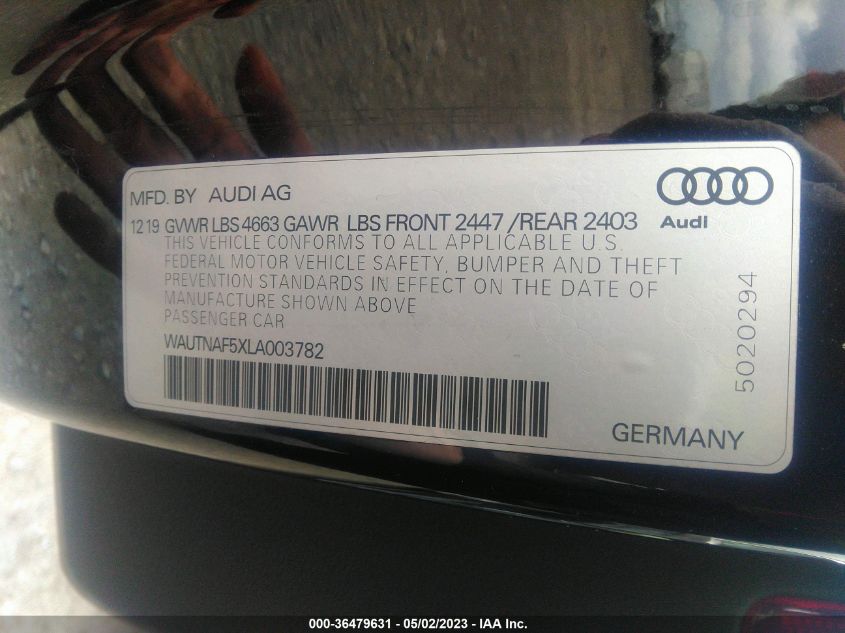 MFD. BY AUDI AG
Audi
12 19 GVWR LBS 4663 GAWR LBS FRONT 2447 /REAR 2403
THIS VEHICLE CONFORMS TO ALL APPLICABLE U.S.
FEDERAL MOTOR VEHICLE SAFETY, BUMPER AND THEFT
PREVENTION STANDARDS IN EFFECT ON THE DATE OF
MANUFACTURE SHOWN ABOVE
PASSENGER CAR
WAUTNAF5XLA003782
5020294
GERMANY
000-36479631 - 05/02/2023 - IAA Inc.